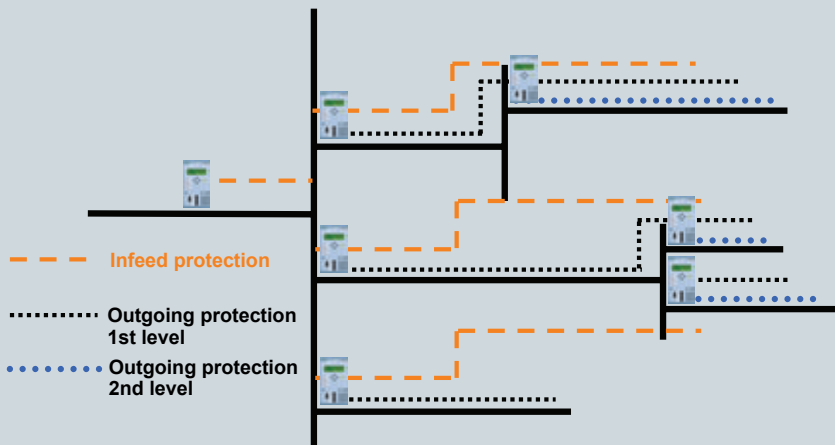 Infeed protection
Outgoing protection
1st level
Outgoing protection
2nd level